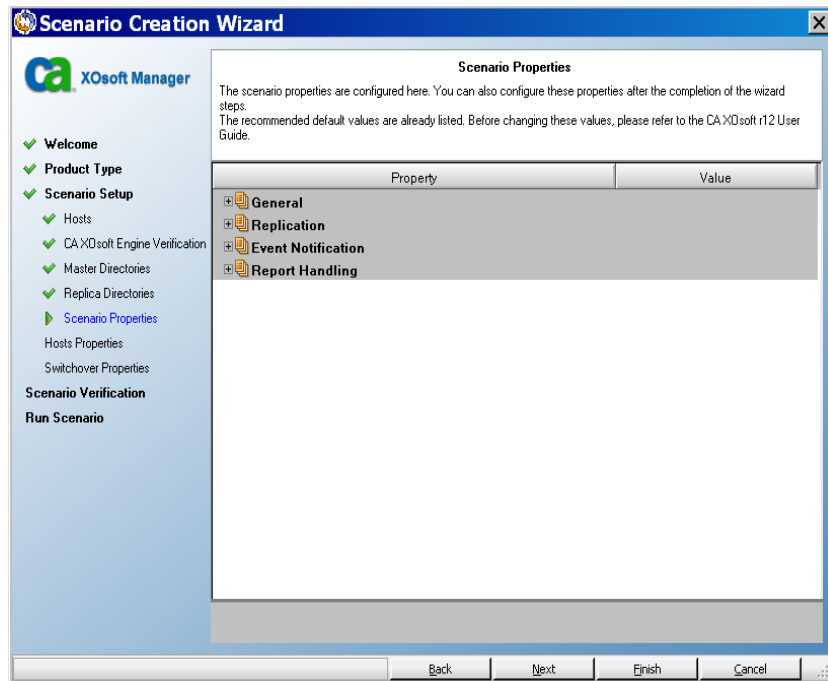 Scenario Creation Wizard
ca XOsoft Manager
Welcome
Product Type
Scenario Setup
Hosts
CA XOsoft Engine Verification
Master Directories
Replica Directories
Scenario Properties
Hosts Properties
Switchover Properties
Scenario Verification
Run Scenario
Scenario Properties
The scenario properties are configured here. You can also configure these properties after the completion of the wizard
steps.
The recommended default values are already listed. Before changing these values, please refer to the CA XOsoft r12 User
Guide.
Property Value
General
Replication
Event Notification
Report Handling
Back Next Finish Cancel